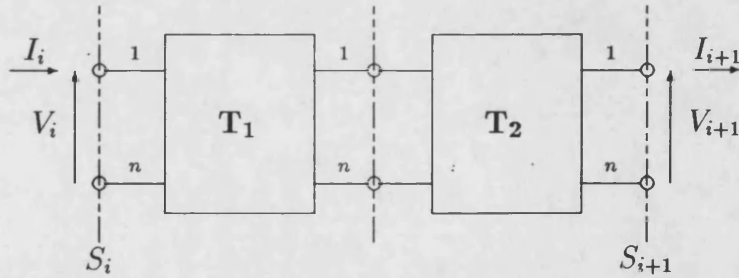 I_i 1 1 1 I_{i+1}
V_i T_1 T_2 V_{i+1}
n n n
S_i S_{i+1}